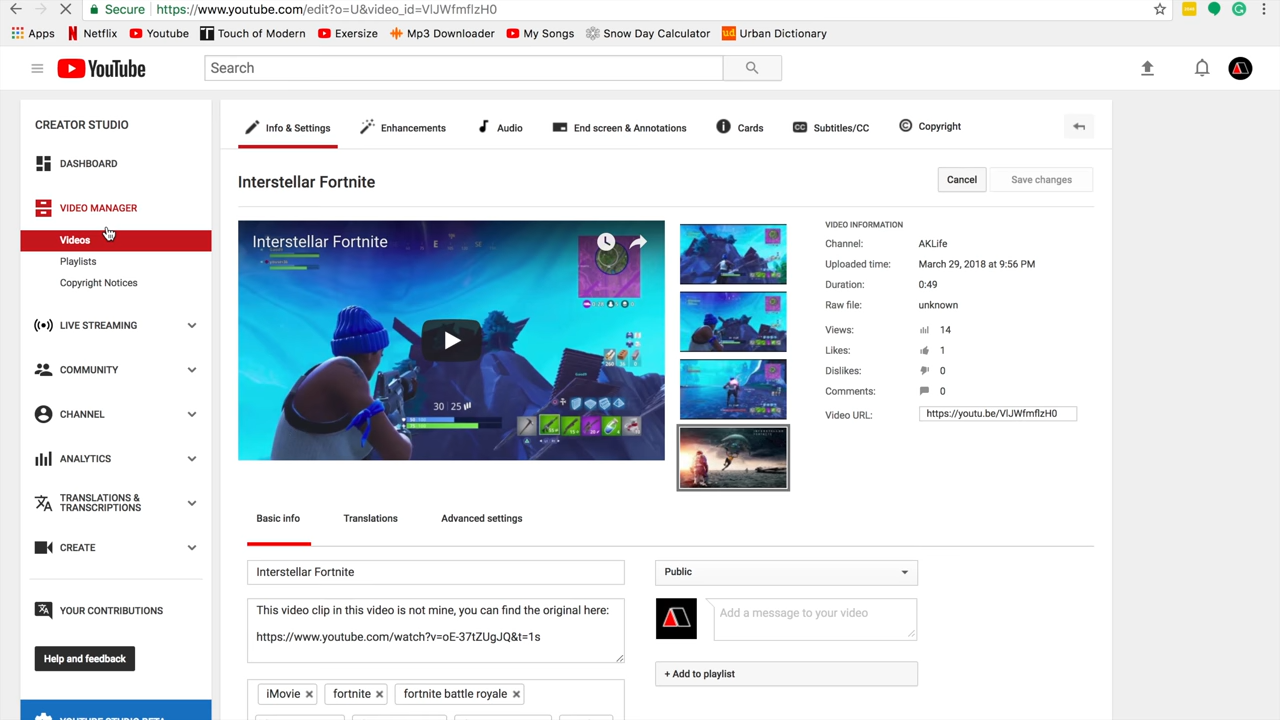 Secure https://www.youtube.com/edit?o=U&video_id=VlJWfmflzH0
Apps Netflix Youtube Touch of Modern Exersize Mp3 Downloader My Songs Snow Day Calculator ud Urban Dictionary
YouTube Search
CREATOR STUDIO
DASHBOARD
VIDEO MANAGER
Videos
Playlists
Copyright Notices
LIVE STREAMING
COMMUNITY
CHANNEL
ANALYTICS
TRANSLATIONS &
TRANSCRIPTIONS
CREATE
YOUR CONTRIBUTIONS
Help and feedback
YOUTUBE STUDIO BETA
Info & Settings Enhancements Audio End screen & Annotations Cards CC Subtitles/CC © Copyright
Interstellar Fortnite
Cancel Save changes
Interstellar Fortnite
30 | 25
VIDEO INFORMATION
Channel: AKLife
Uploaded time: March 29, 2018 at 9:56 PM
Duration: 0:49
Raw file: unknown
Views: 14
Likes: 1
Dislikes: 0
Comments: 0
Video URL: https://youtu.be/VlJWfmflzH0
Basic info Translations Advanced settings
Interstellar Fortnite
This video clip in this video is not mine, you can find the original here:
https://www.youtube.com/watch?v=oE-37tZUgJQ&t=1s
iMovie fortnite fortnite battle royale
Public
Add a message to your video
+ Add to playlist